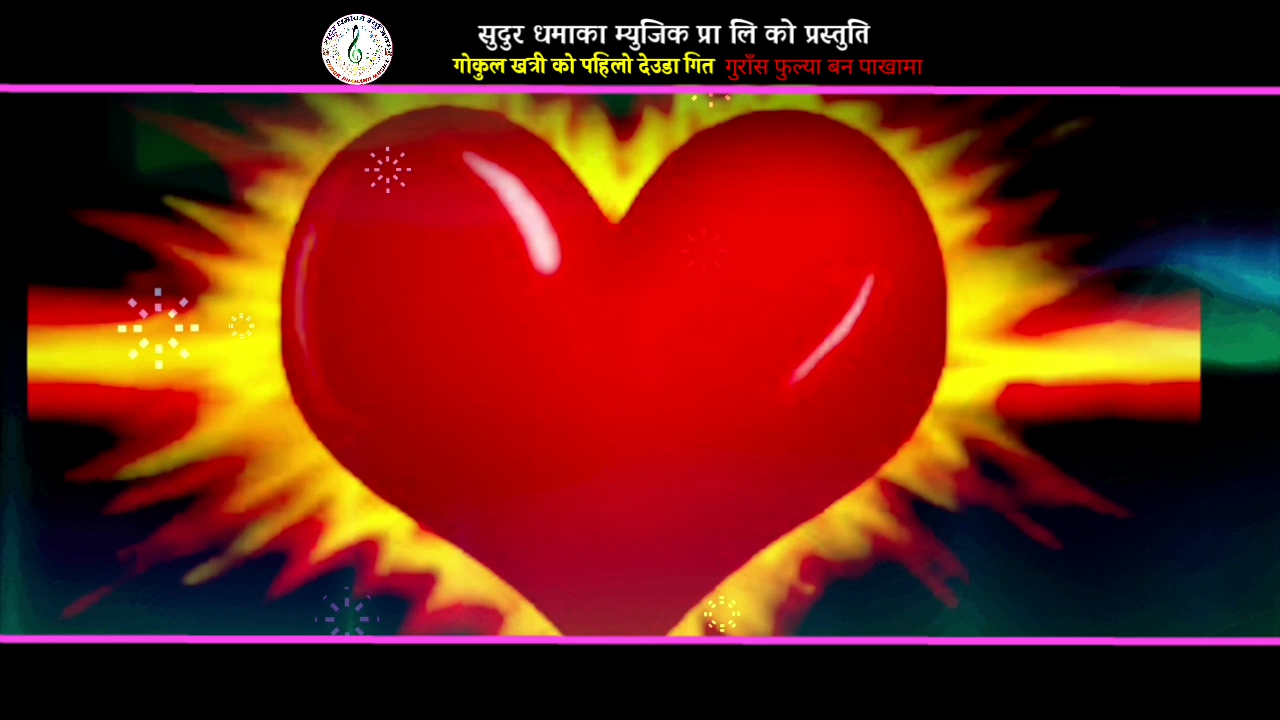 सुदुर धमाका म्युजिक प्रा लि को प्रस्तुति
गोकुल खत्री को पहिलो देउडा गित गुराँस फुल्या बन पाखामा